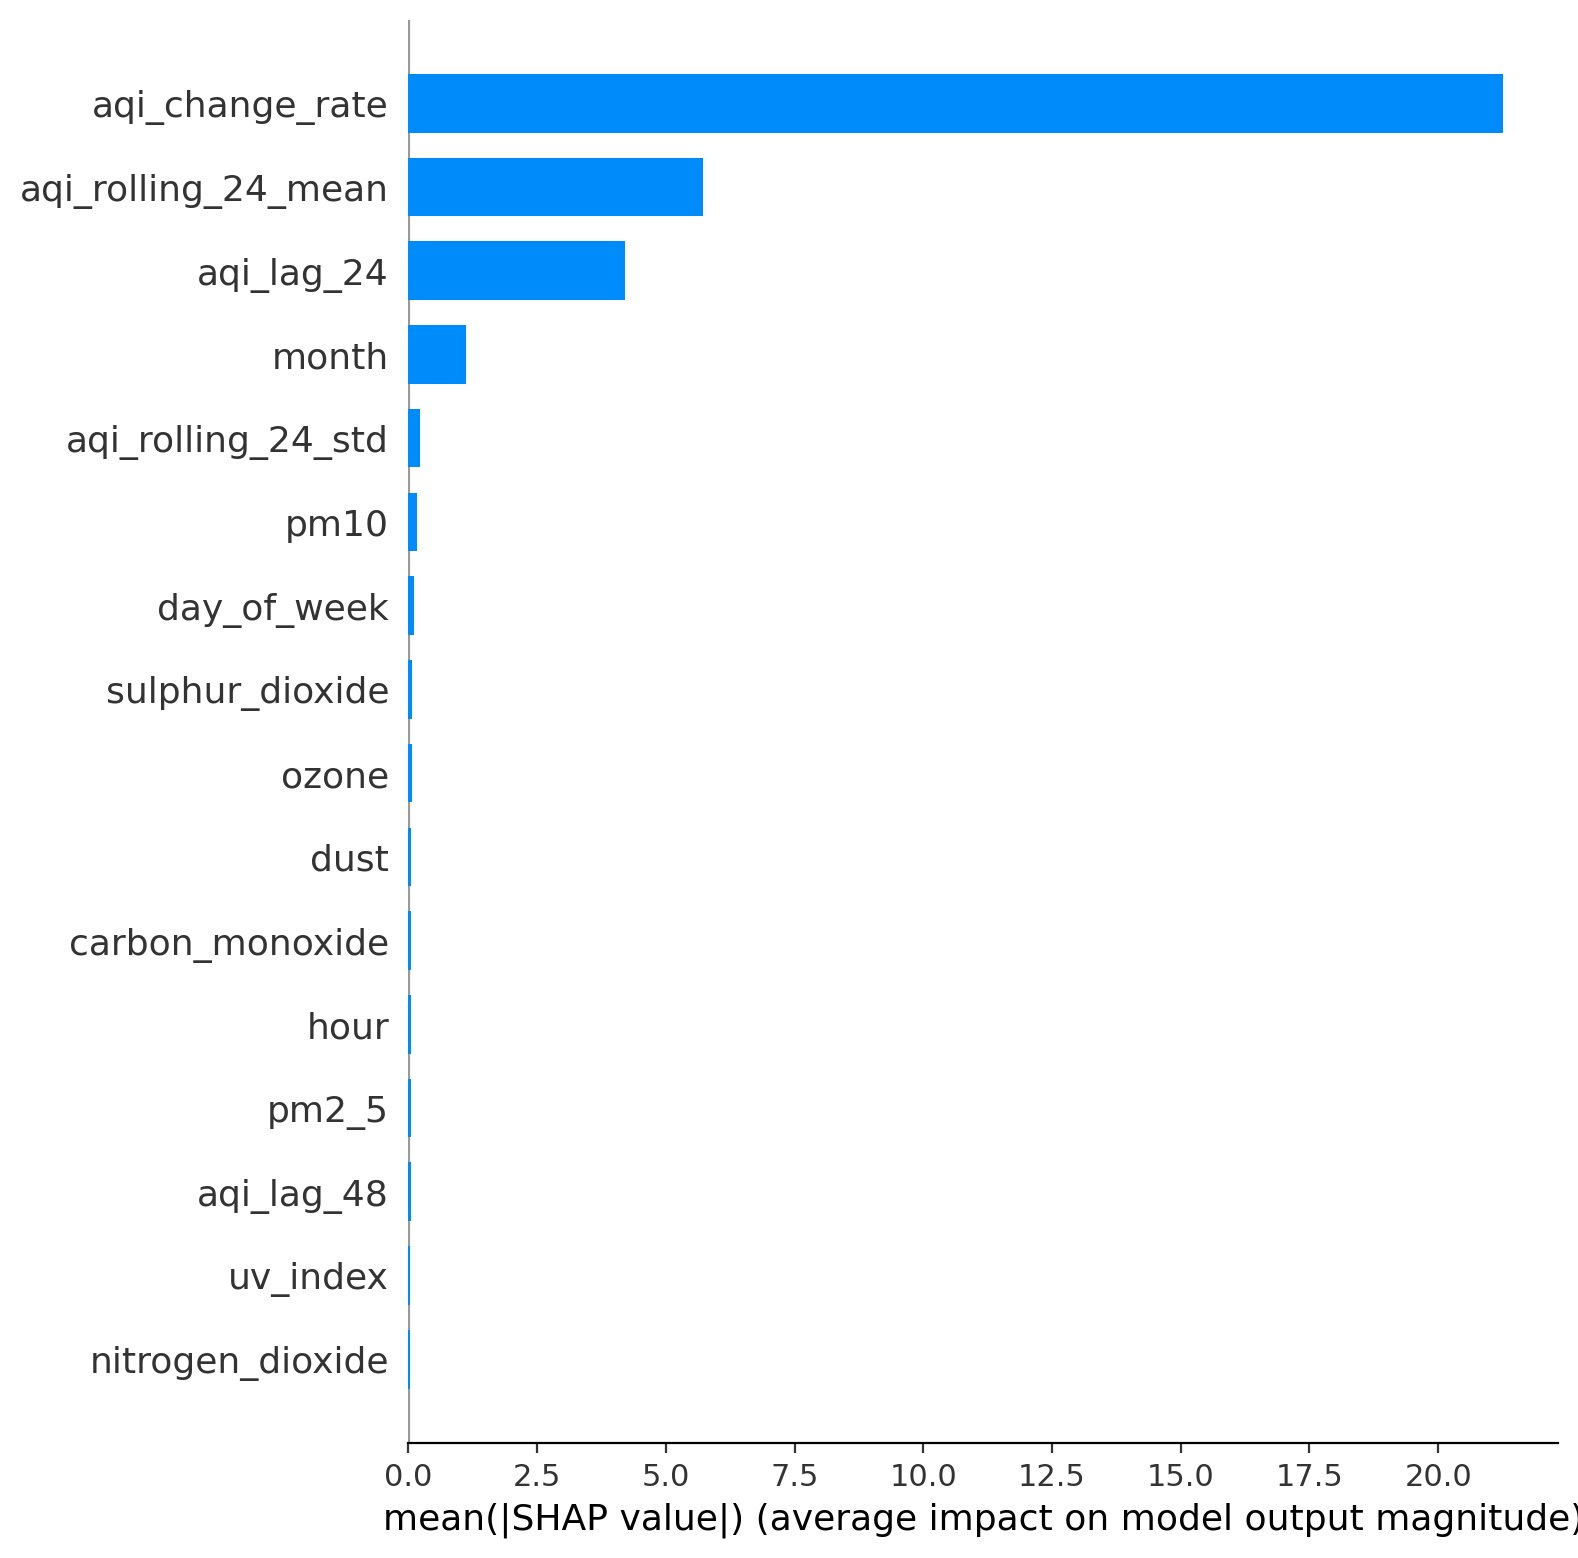 aqi_change_rate
aqi_rolling_24_mean
aqi_lag_24
month
aqi_rolling_24_std
pm10
day_of_week
sulphur_dioxide
ozone
dust
carbon_monoxide
hour
pm2_5
aqi_lag_48
uv_index
nitrogen_dioxide
0.0 2.5 5.0 7.5 10.0 12.5 15.0 17.5 20.0
mean(|SHAP value|) (average impact on model output magnitude)